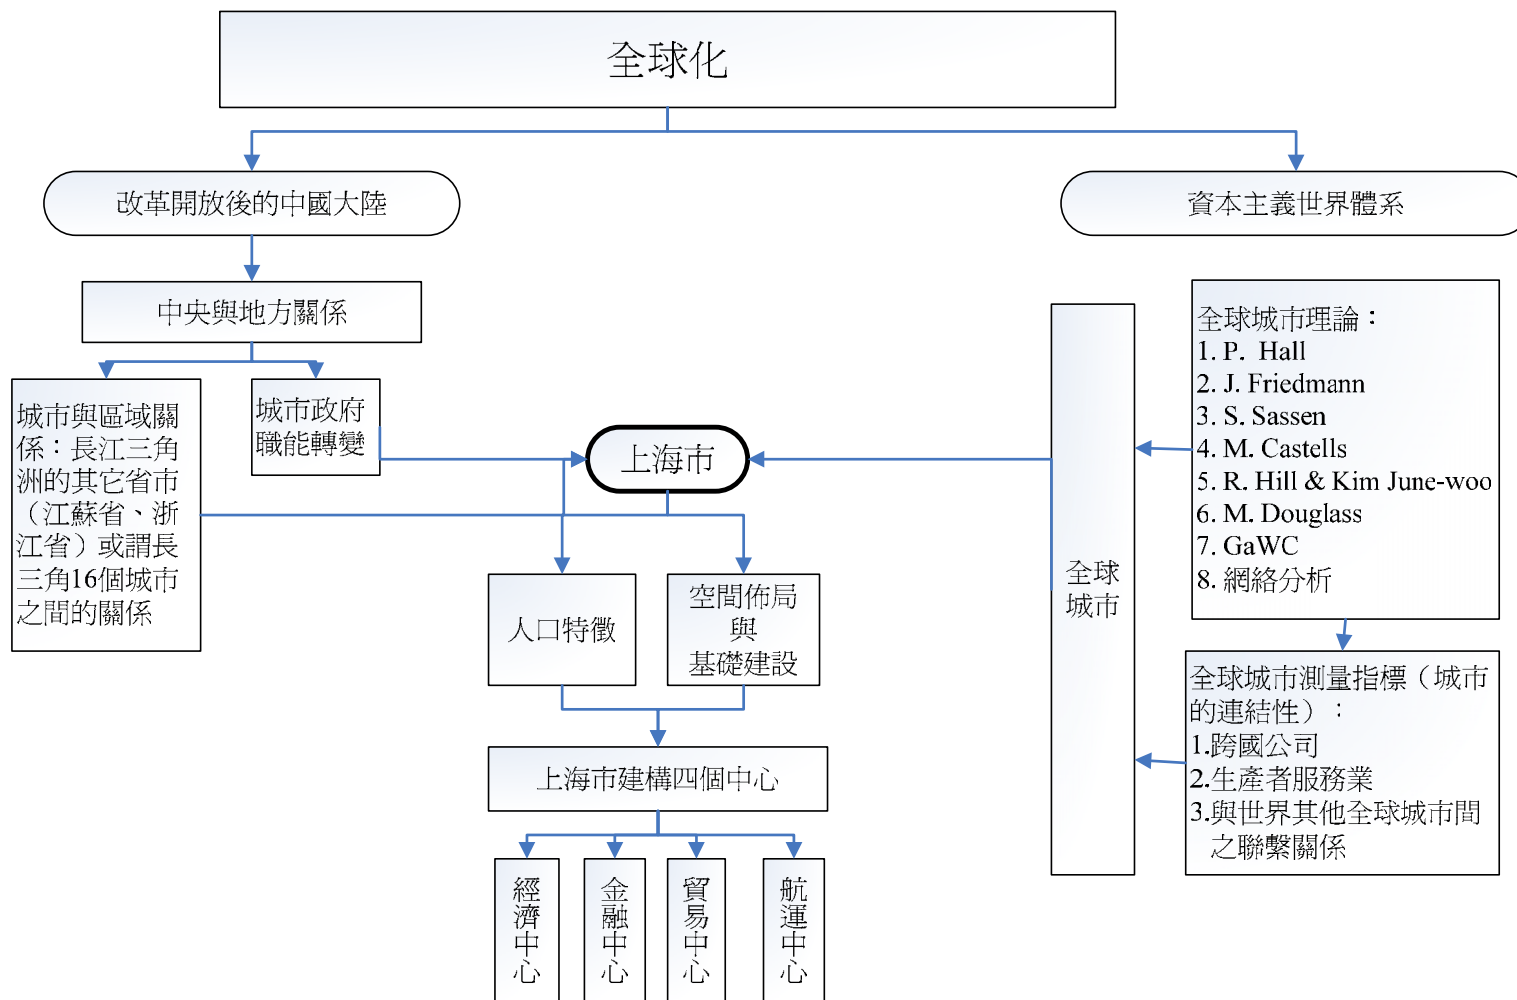 全球化
改革開放後的中國大陸
資本主義世界體系
中央與地方關係
城市與區域關
係：長江三角
洲的其它省市
（江蘇省、浙
江省）或謂長
三角16個城市
之間的關係
城市政府
職能轉變
上海市
人口特徵
空間佈局
與
基礎建設
上海市建構四個中心
經濟中心
金融中心
貿易中心
航運中心
全球
城市
全球城市理論：
1. P. Hall
2. J. Friedmann
3. S. Sassen
4. M. Castells
5. R. Hill & Kim June-woo
6. M. Douglass
7. GaWC
8. 網絡分析
全球城市測量指標（城市
的連結性）：
1.跨國公司
2.生產者服務業
3.與世界其他全球城市間
之聯繫關係